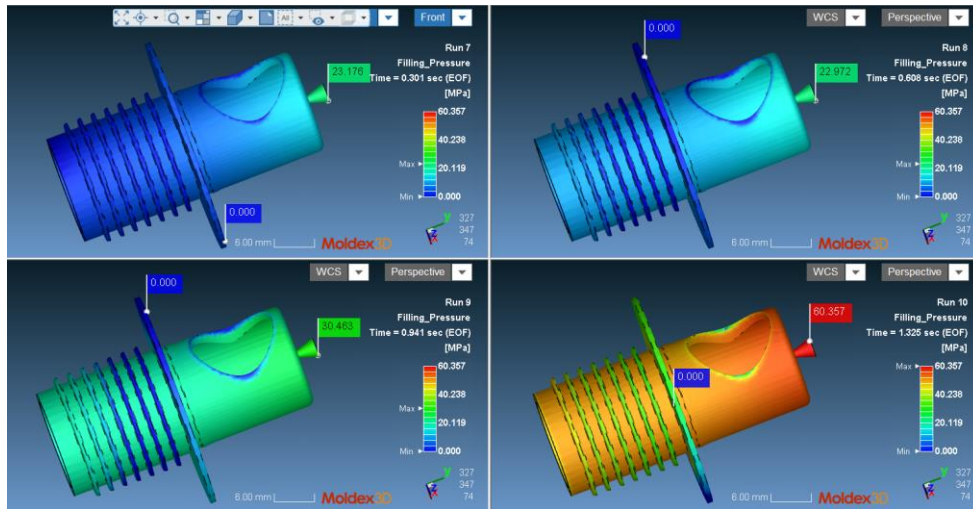 Front
Run 7
Filling_Pressure
Time = 0.301 sec (EOF)
[MPa]
60.357
40.238
Max
20.119
Min
0.000
23.176
0.000
6.00 mm
Moldex3D
327
347
74
WCS
Perspective
Run 8
Filling_Pressure
Time = 0.608 sec (EOF)
[MPa]
60.357
40.238
Max
20.119
Min
0.000
0.000
22.972
6.00 mm
Moldex3D
327
347
74
WCS
Perspective
Run 9
Filling_Pressure
Time = 0.941 sec (EOF)
[MPa]
60.357
40.238
Max
20.119
Min
0.000
0.000
30.463
6.00 mm
Moldex3D
327
347
74
WCS
Perspective
Run 10
Filling_Pressure
Time = 1.325 sec (EOF)
[MPa]
Max
60.357
40.238
20.119
Min
0.000
60.357
0.000
6.00 mm
Moldex3D
327
347
74